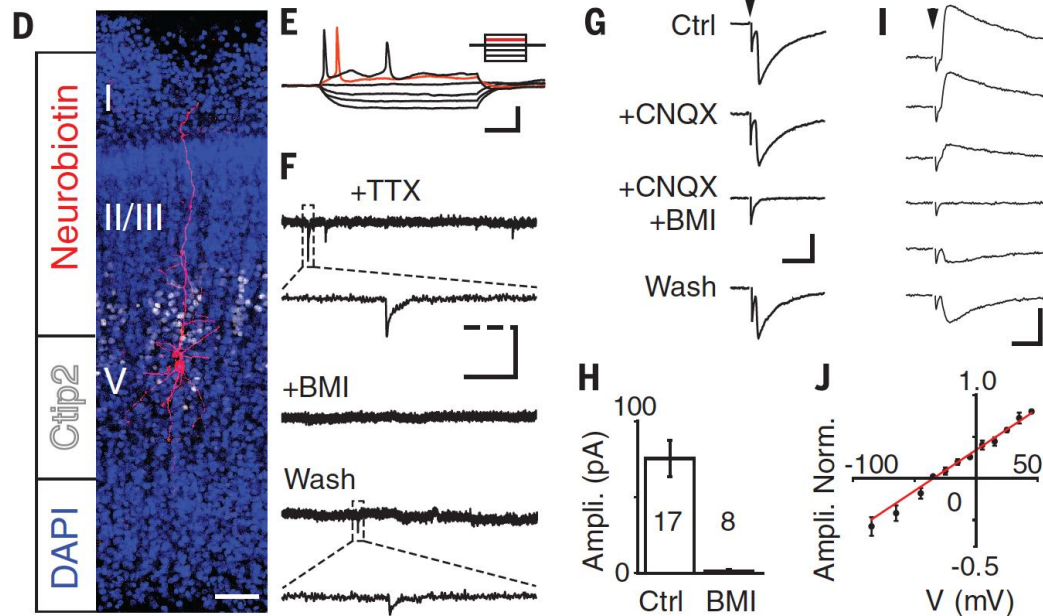 D
Neurobiotin
Ctip2
DAPI
I
II/III
V
E
F
+TTX
+BMI
Wash
G
Ctrl
+CNQX
+CNQX
+BMI
Wash
H
100
Ampli. (pA)
0
17
8
Ctrl
BMI
I
J
1.0
Ampli. Norm.
-100
50
0
-0.5
V (mV)